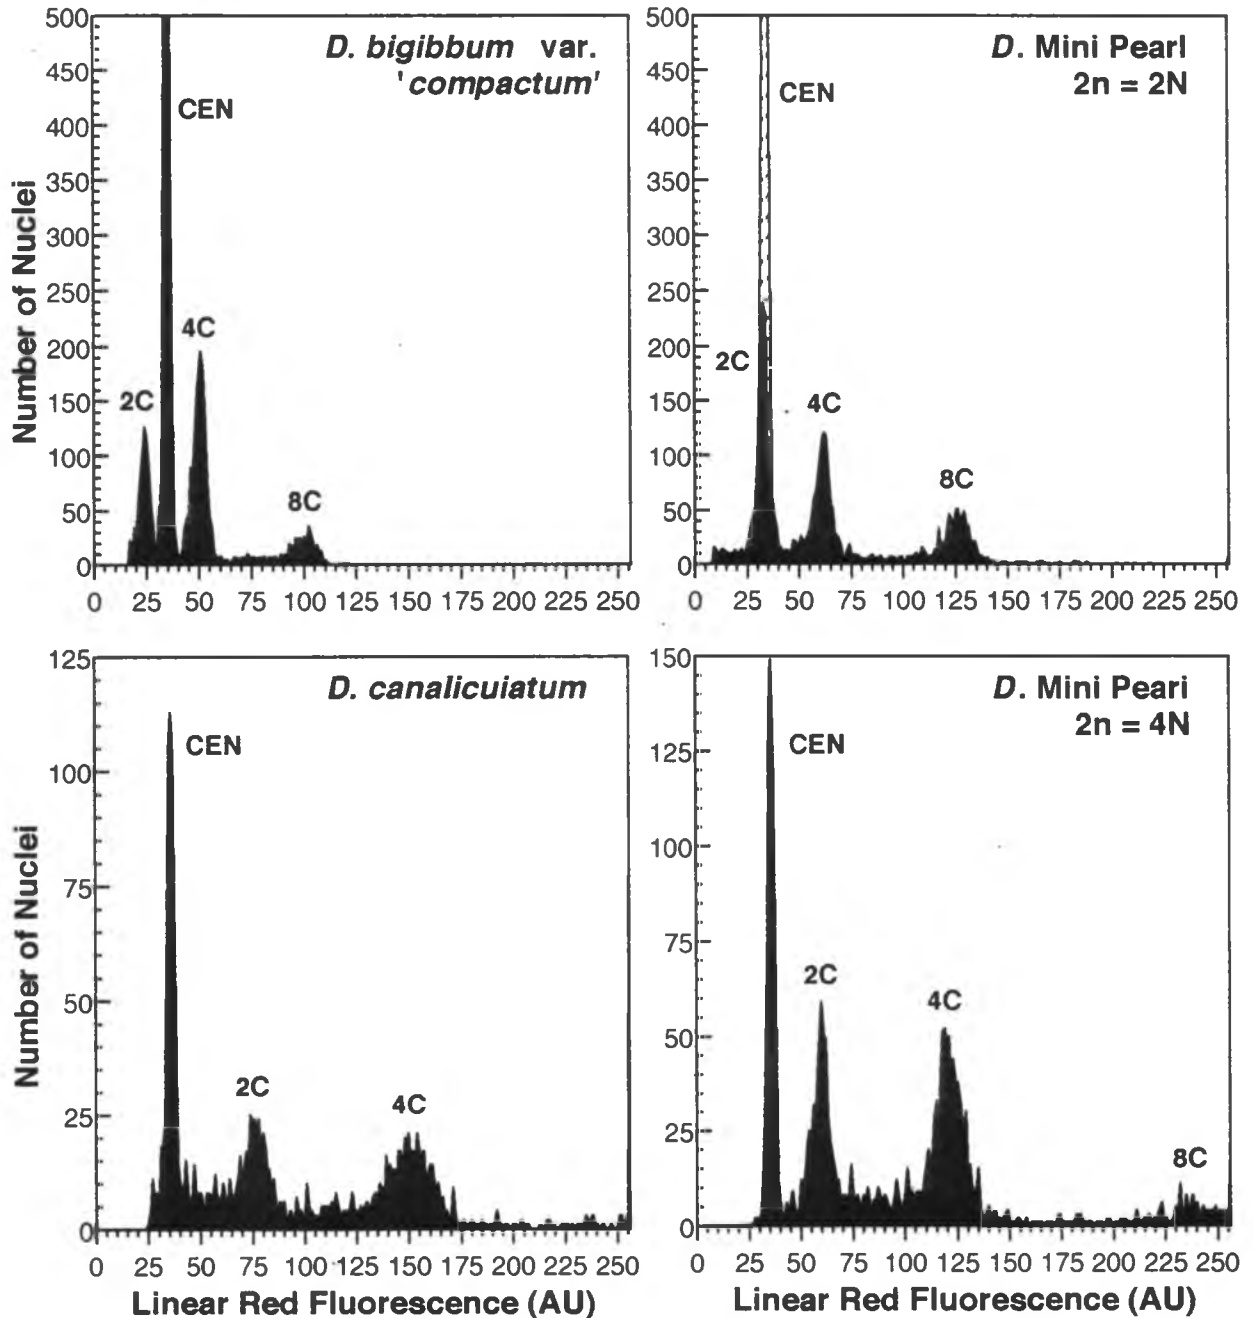 D. bigibbum var.
'compactum'
500
450
400
350
300
250
200
150
100
50
0
Number of Nuclei
CEN
2C
4C
8C
0 25 50 75 100 125 150 175 200 225 250
D. Mini Pearl
2n = 2N
500
450
400
350
300
250
200
150
100
50
0
CEN
2C
4C
8C
0 25 50 75 100 125 150 175 200 225 250
D. canalicuiatum
125
100
75
50
25
0
Number of Nuclei
CEN
2C
4C
0 25 50 75 100 125 150 175 200 225 250
Linear Red Fluorescence (AU)
D. Mini Peari
2n = 4N
150
125
100
75
50
25
0
CEN
2C
4C
8C
0 25 50 75 100 125 150 175 200 225 250
Linear Red Fluorescence (AU)